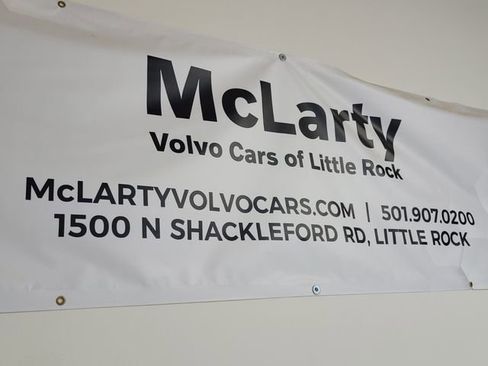 McLarty
Volvo Cars of Little Rock
McLARTYVOLVOCARS.COM | 501.907.0200
1500 N SHACKLEFORD RD, LITTLE ROCK